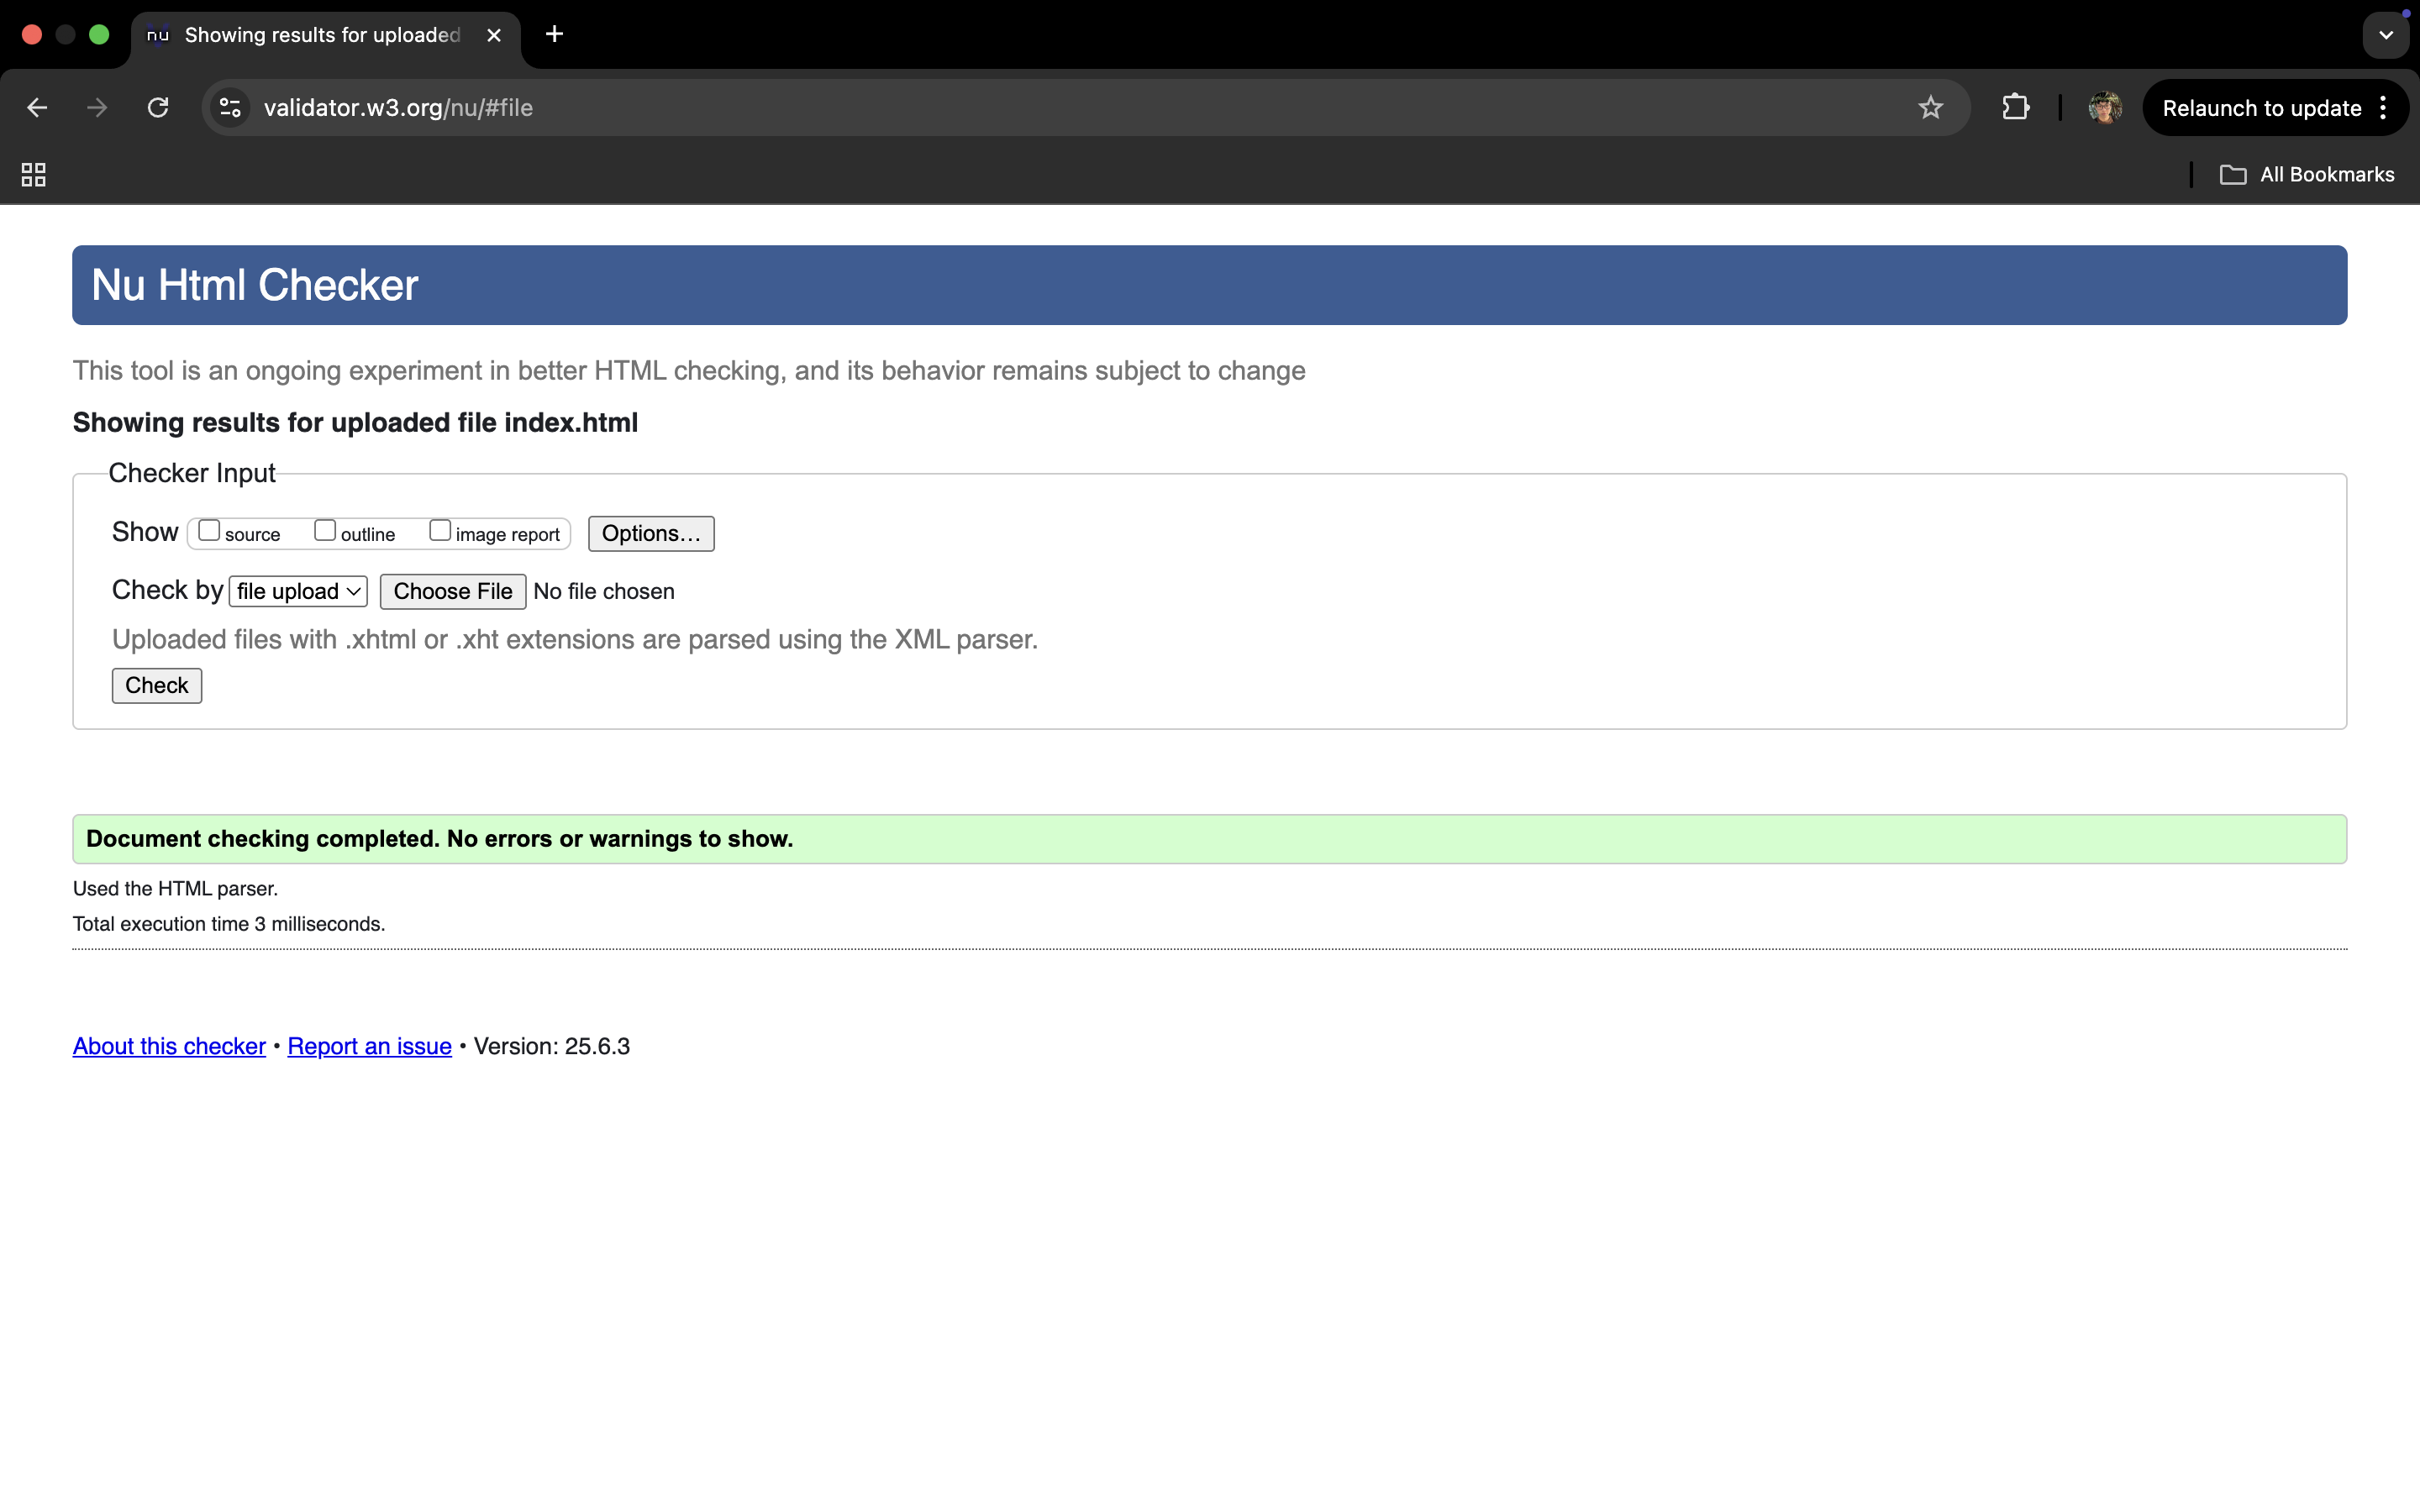 nu Showing results for uploaded
validator.w3.org/nu/#file
Relaunch to update
All Bookmarks
Nu Html Checker
This tool is an ongoing experiment in better HTML checking, and its behavior remains subject to change
Showing results for uploaded file index.html
Checker Input
Show source outline image report Options...
Check by file upload Choose File No file chosen
Uploaded files with .xhtml or .xht extensions are parsed using the XML parser.
Check
Document checking completed. No errors or warnings to show.
Used the HTML parser.
Total execution time 3 milliseconds.
About this checker • Report an issue • Version: 25.6.3